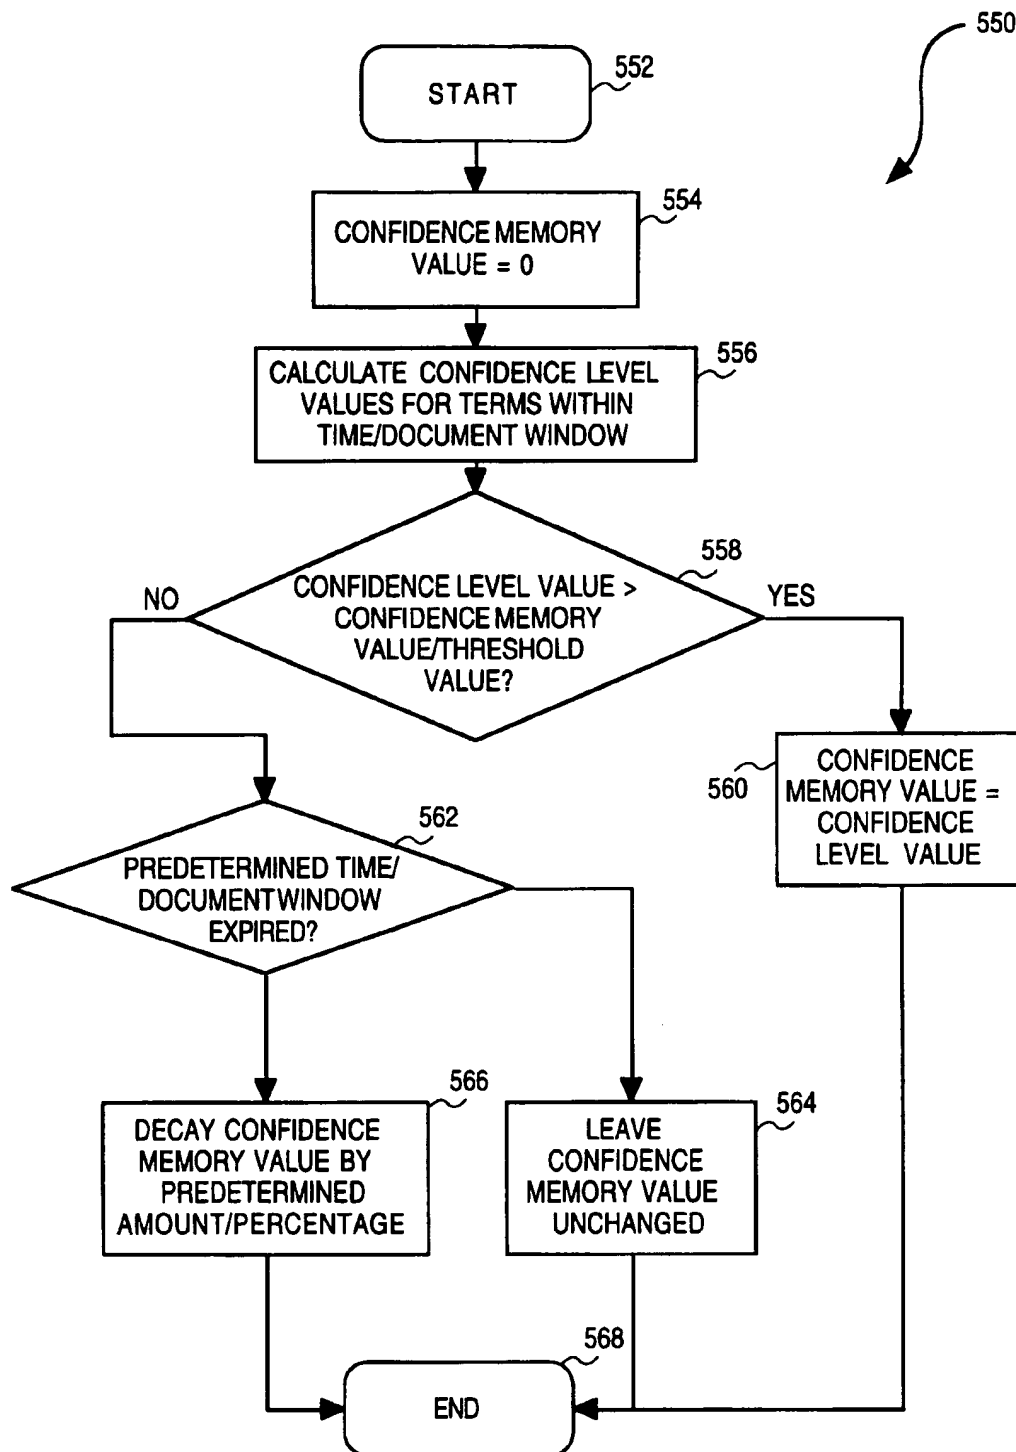 550
START
552
554
CONFIDENCE MEMORY
VALUE = 0
556
CALCULATE CONFIDENCE LEVEL
VALUES FOR TERMS WITHIN
TIME/DOCUMENT WINDOW
558
CONFIDENCE LEVEL VALUE >
CONFIDENCE MEMORY
VALUE/THRESHOLD
VALUE?
NO
YES
560
CONFIDENCE
MEMORY VALUE =
CONFIDENCE
LEVEL VALUE
562
PREDETERMINED TIME/
DOCUMENT WINDOW
EXPIRED?
566
DECAY CONFIDENCE
MEMORY VALUE BY
PREDETERMINED
AMOUNT/PERCENTAGE
564
LEAVE
CONFIDENCE
MEMORY VALUE
UNCHANGED
568
END